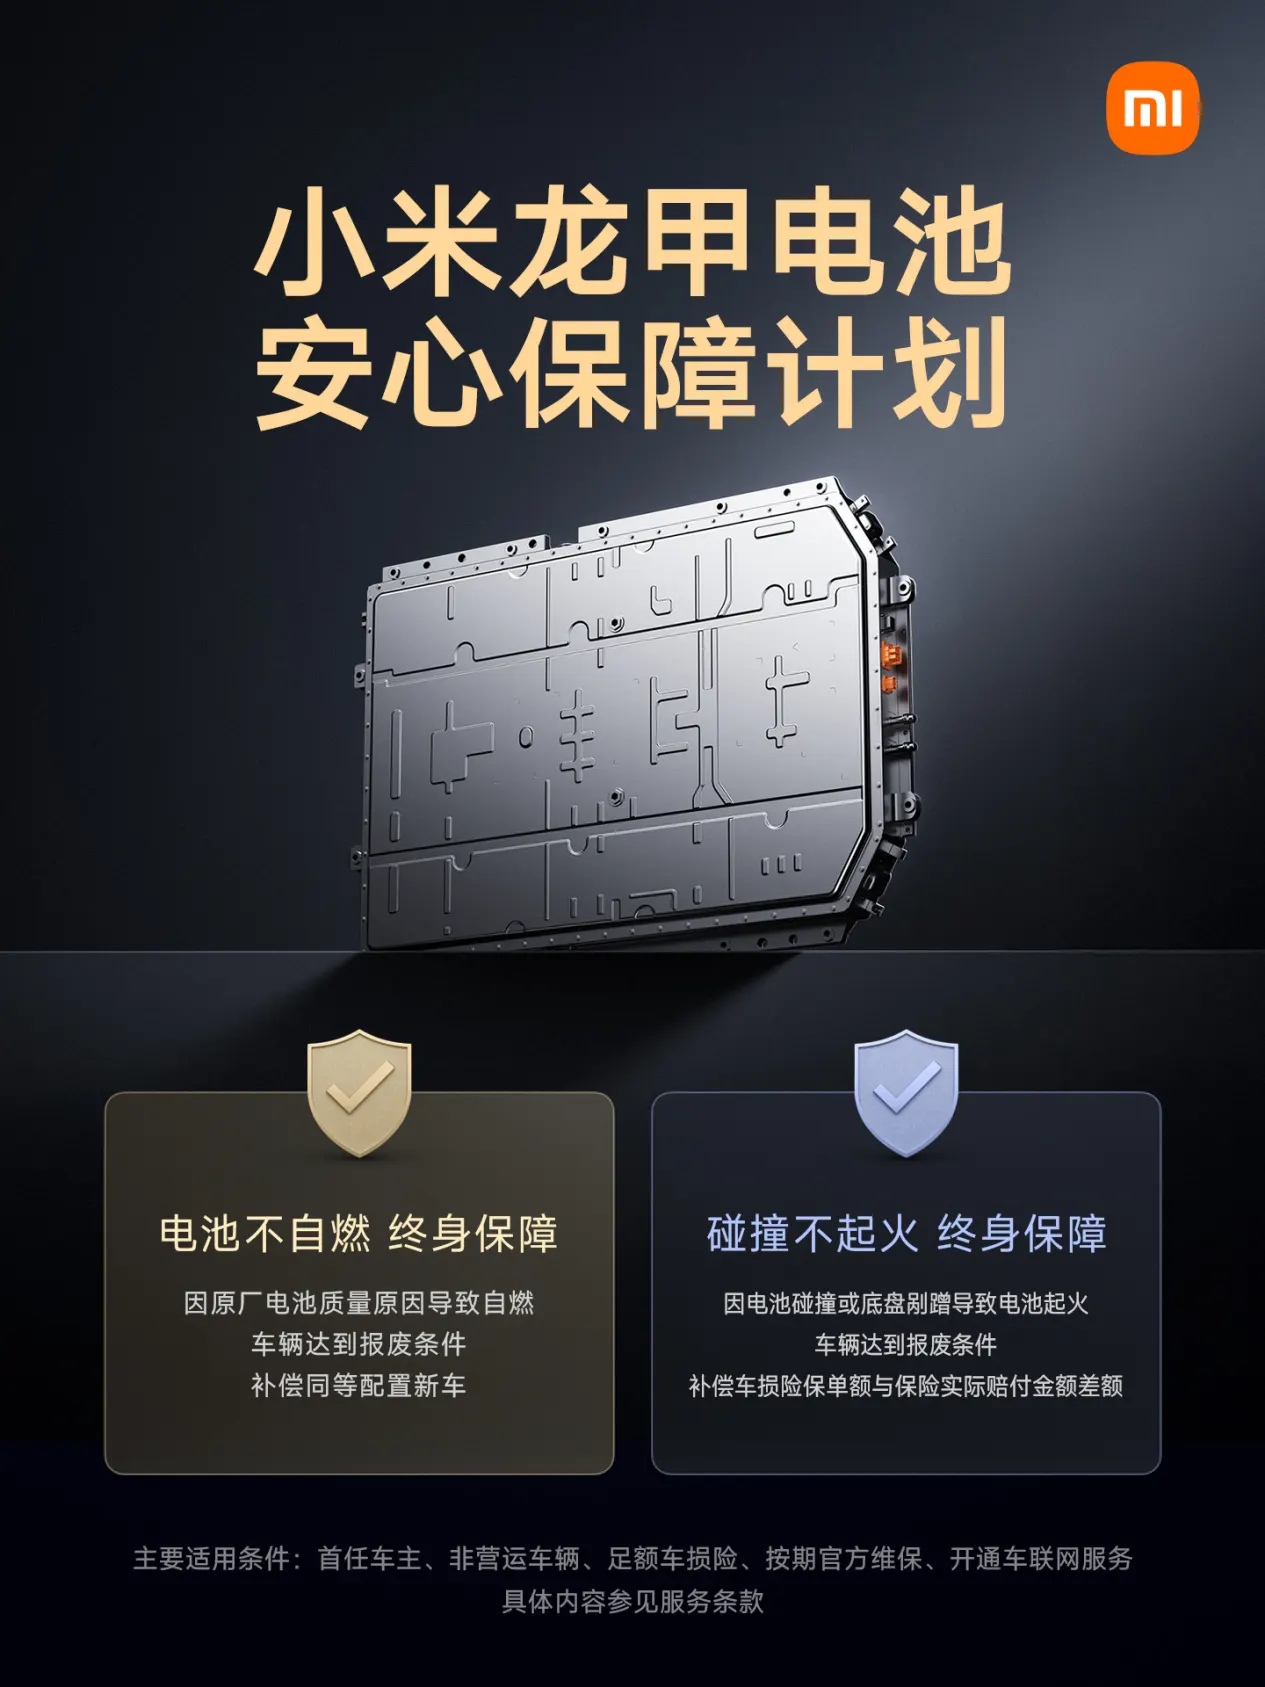 mi
小米龙甲电池
安心保障计划
电池不自燃 终身保障
因原厂电池质量原因导致自燃
车辆达到报废条件
补偿同等配置新车
碰撞不起火 终身保障
因电池碰撞或底盘剐蹭导致电池起火
车辆达到报废条件
补偿车损险保单额与保险实际赔付金额差额
主要适用条件：首任车主、非营运车辆、足额车损险、按期官方维保、开通车联网服务
具体内容参见服务条款